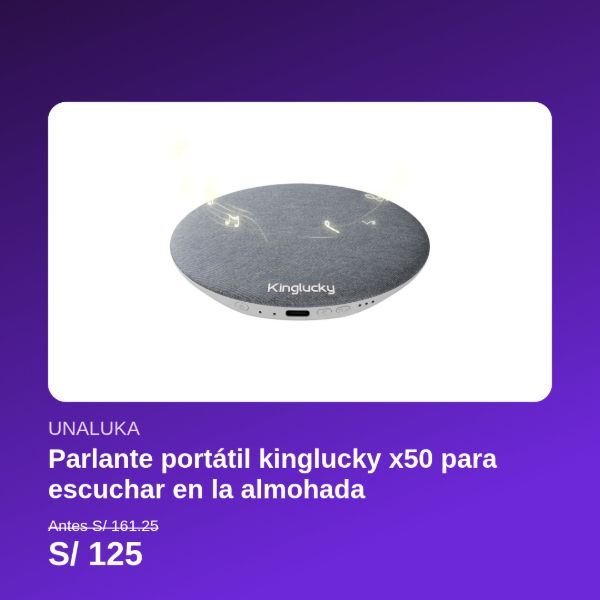 Kinglucky
UNALUKA
Parlante portátil kinglucky x50 para
escuchar en la almohada
Antes S/ 161.25
S/ 125